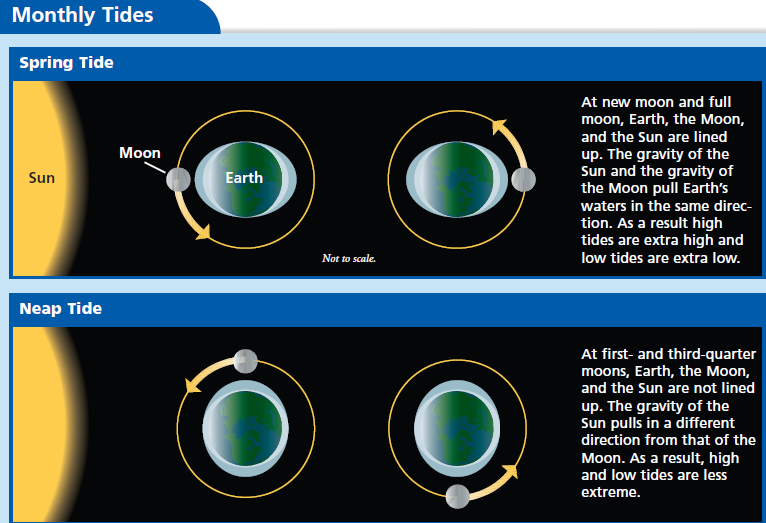 Monthly Tides
Spring Tide
Sun
Moon
Earth
Not to scale.
At new moon and full
moon, Earth, the Moon,
and the Sun are lined
up. The gravity of the
Sun and the gravity of
the Moon pull Earth's
waters in the same direc-
tion. As a result high
tides are extra high and
low tides are extra low.
Neap Tide
At first- and third-quarter
moons, Earth, the Moon,
and the Sun are not lined
up. The gravity of the
Sun pulls in a different
direction from that of the
Moon. As a result, high
and low tides are less
extreme.